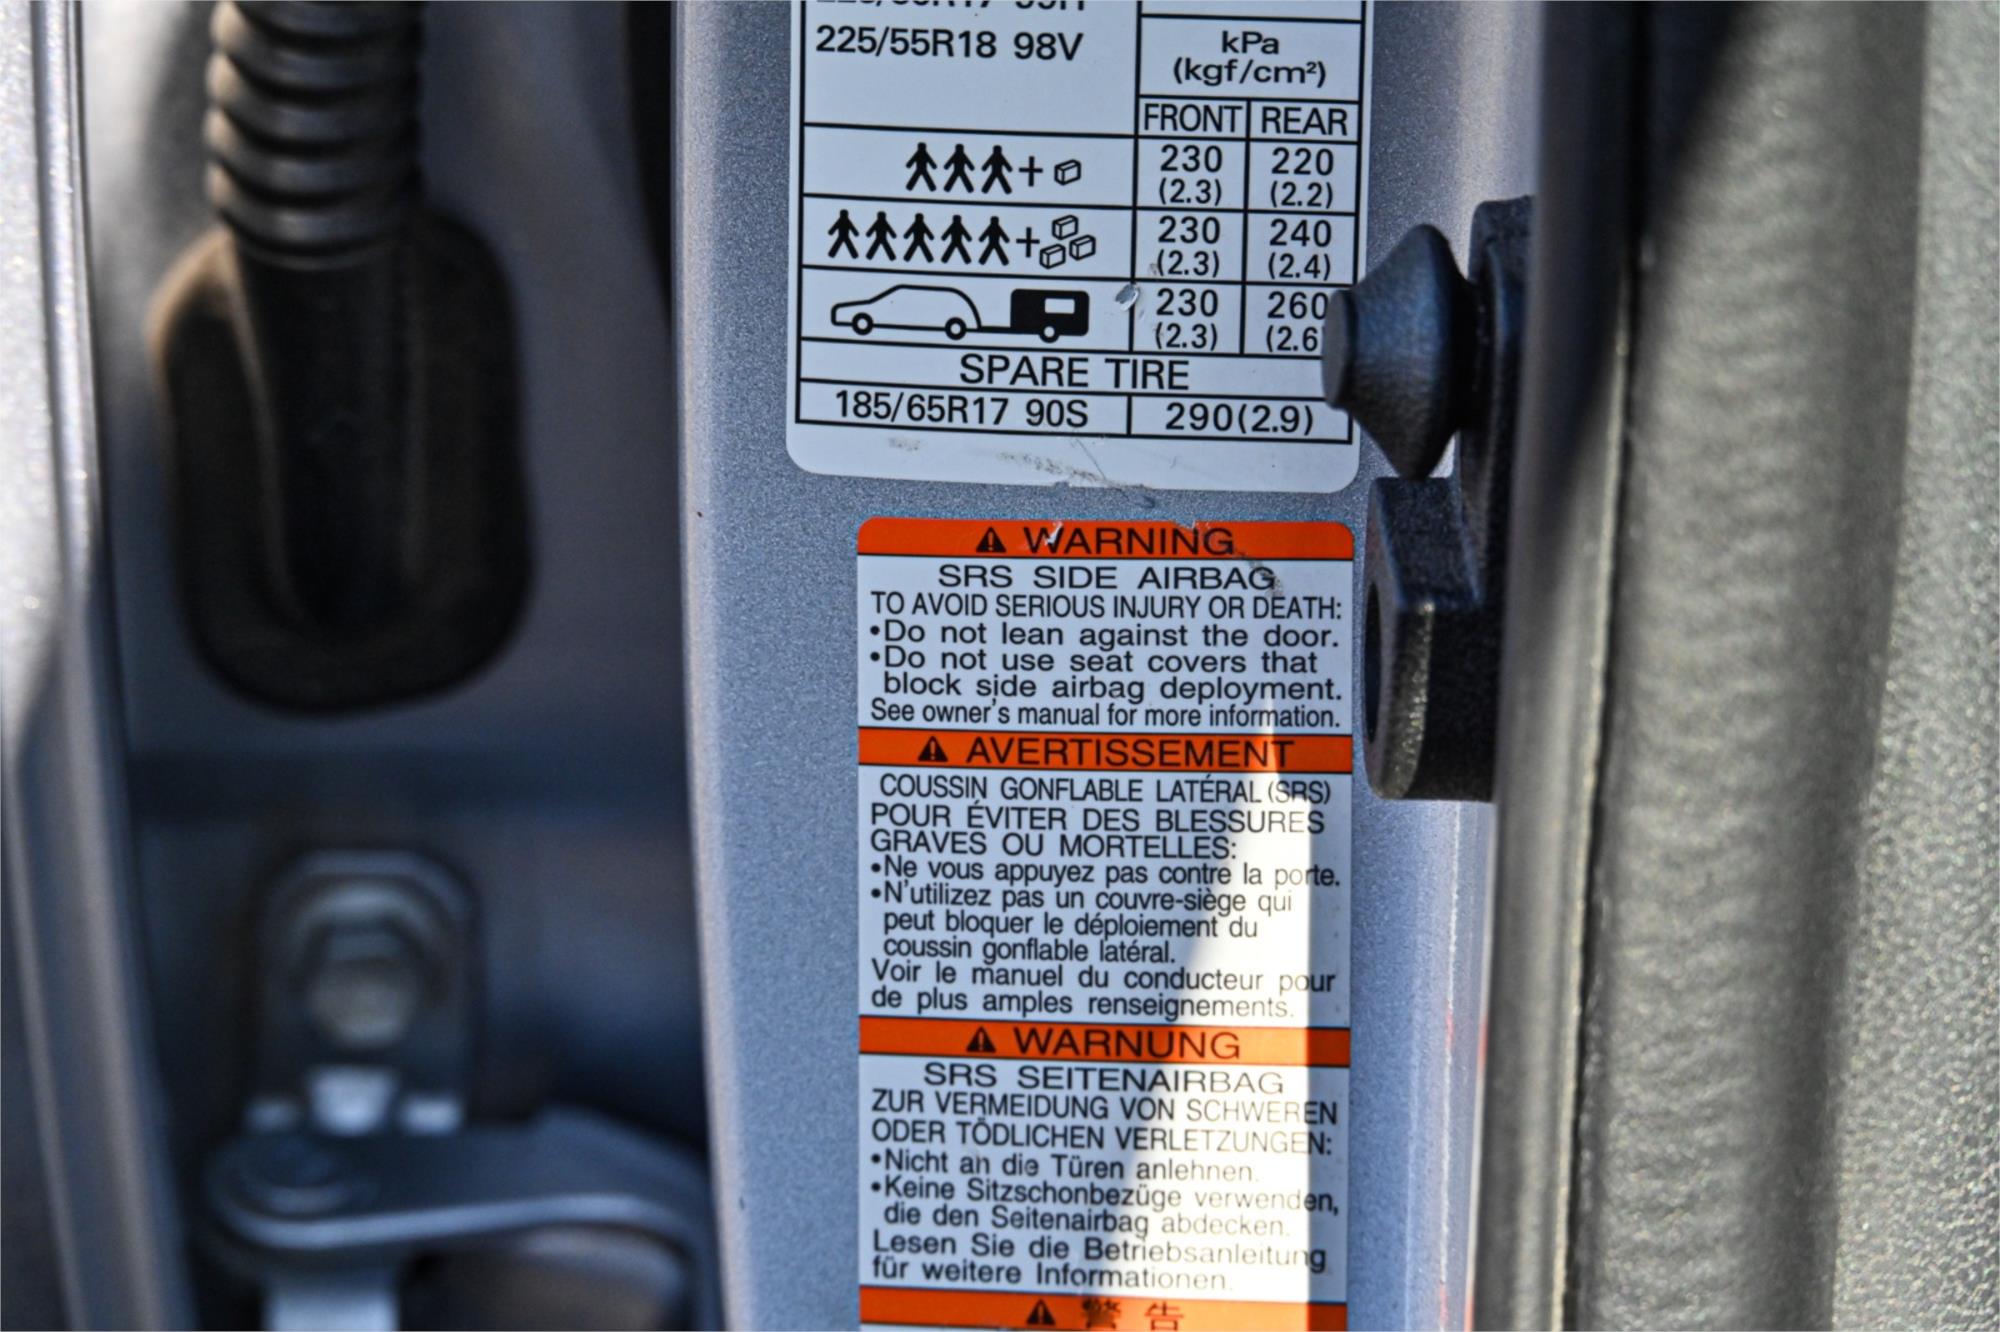 225/55R18 98V
kPa
(kgf/cm²)
FRONT REAR
230 220
(2.3) (2.2)
230 240
(2.3) (2.4)
230 260
(2.3) (2.6
SPARE TIRE
185/65R17 90S 290(2.9)
⚠ WARNING
SRS SIDE AIRBAG
TO AVOID SERIOUS INJURY OR DEATH:
•Do not lean against the door.
•Do not use seat covers that
block side airbag deployment.
See owner's manual for more information.
⚠ AVERTISSEMENT
COUSSIN GONFLABLE LATÉRAL (SRS)
POUR ÉVITER DES BLESSURES
GRAVES OU MORTELLES:
•Ne vous appuyez pas contre la porte.
•N'utilizez pas un couvre-siège qui
peut bloquer le déploiement du
coussin gonflable latéral.
Voir le manuel du conducteur pour
de plus amples renseignements.
⚠ WARNUNG
SRS SEITENAIRBAG
ZUR VERMEIDUNG VON SCHWEREN
ODER TÖDLICHEN VERLETZUNGEN:
•Nicht an die Türen anlehnen.
•Keine Sitzschonbezüge verwenden,
die den Seitenairbag abdecken.
Lesen Sie die Betriebsanleitung
für weitere Informationen.
⚠ 警告